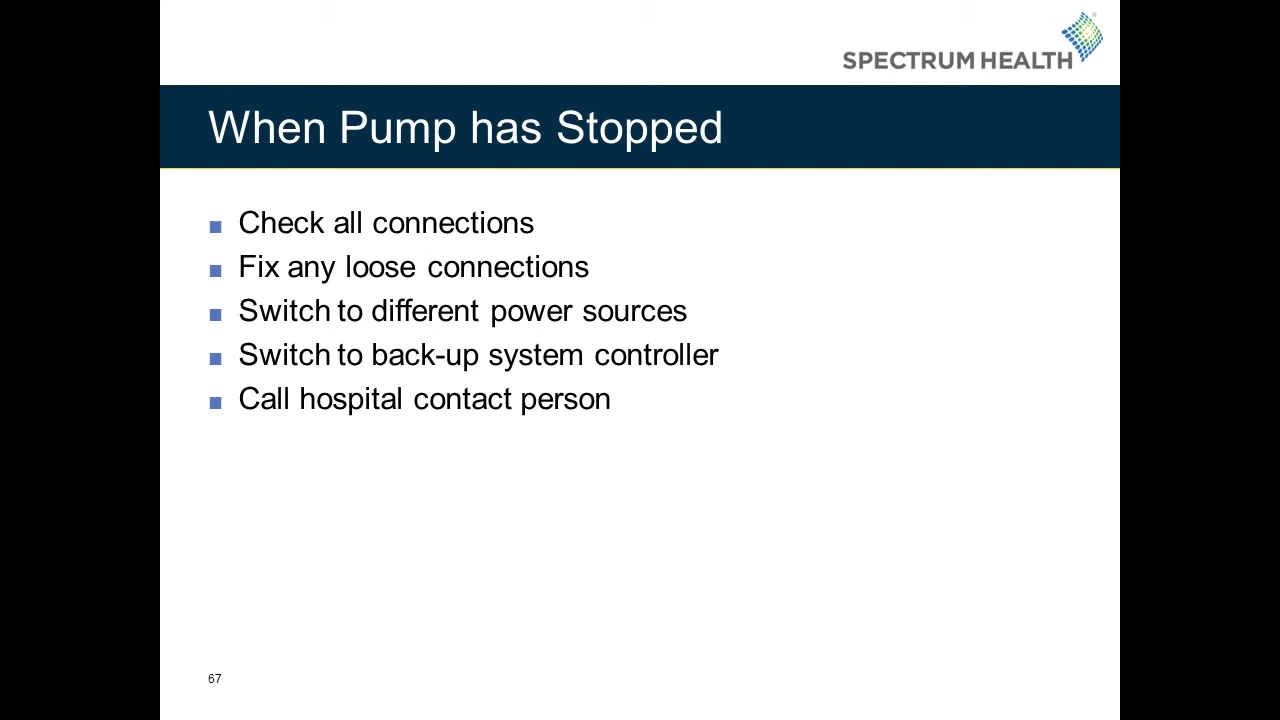 SPECTRUM HEALTH
When Pump has Stopped
Check all connections
Fix any loose connections
Switch to different power sources
Switch to back-up system controller
Call hospital contact person
67